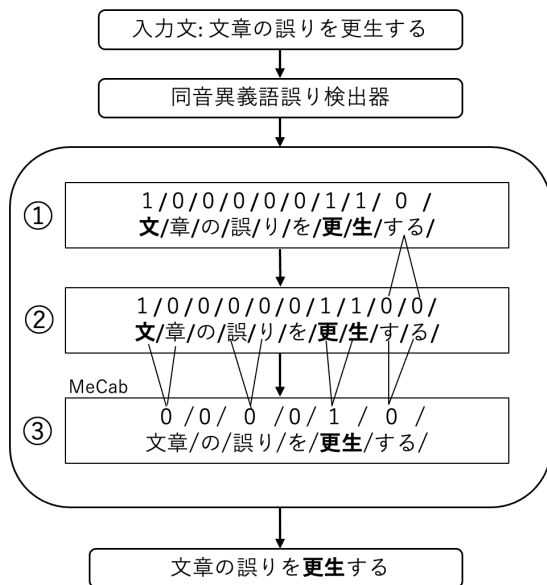 入力文: 文章の誤りを更生する
同音異義語誤り検出器
①
1/0/0/0/0/0/1/1/ 0 /
文/章/の/誤/り/を/更/生/する/
②
1/0/0/0/0/0/1/1/0/0/
文/章/の/誤/り/を/更/生/す/る/
MeCab
③
0 /0/ 0 /0/ 1 / 0 /
文章/の/誤り/を/更生/する/
文章の誤りを更生する